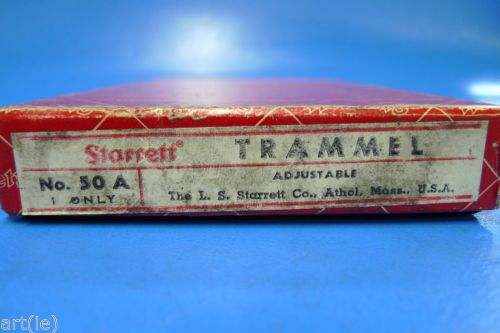 Starrett TRAMMEL
No. 50 A ADJUSTABLE
1 ONLY The L. S. Starrett Co., Athol, Mass., U.S.A.
art(ie)